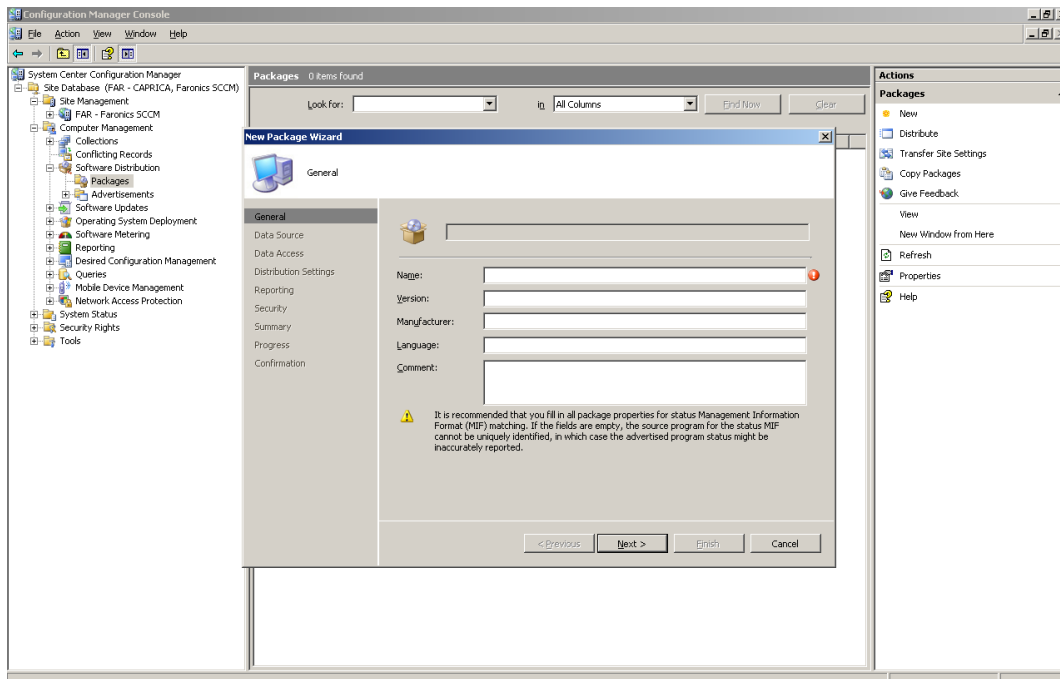 Configuration Manager Console
File Action View Window Help
System Center Configuration Manager
Site Database (FAR - CAPRICA, Faronics SCCM)
Site Management
FAR - Faronics SCCM
Computer Management
Collections
Conflicting Records
Software Distribution
Packages
Advertisements
Software Updates
Operating System Deployment
Software Metering
Reporting
Desired Configuration Management
Queries
Mobile Device Management
Network Access Protection
System Status
Security Rights
Tools
Packages 0 items found
Look for: in All Columns Find Now Clear
New Package Wizard
General
General
Data Source
Data Access
Distribution Settings
Reporting
Security
Summary
Progress
Confirmation
Name:
Version:
Manufacturer:
Language:
Comment:
It is recommended that you fill in all package properties for status Management Information
Format (MIF) matching. If the fields are empty, the source program for the status MIF
cannot be uniquely identified, in which case the advertised program status might be
inaccurately reported.
< Previous Next > Finish Cancel
Actions
Packages
New
Distribute
Transfer Site Settings
Copy Packages
Give Feedback
View
New Window from Here
Refresh
Properties
Help